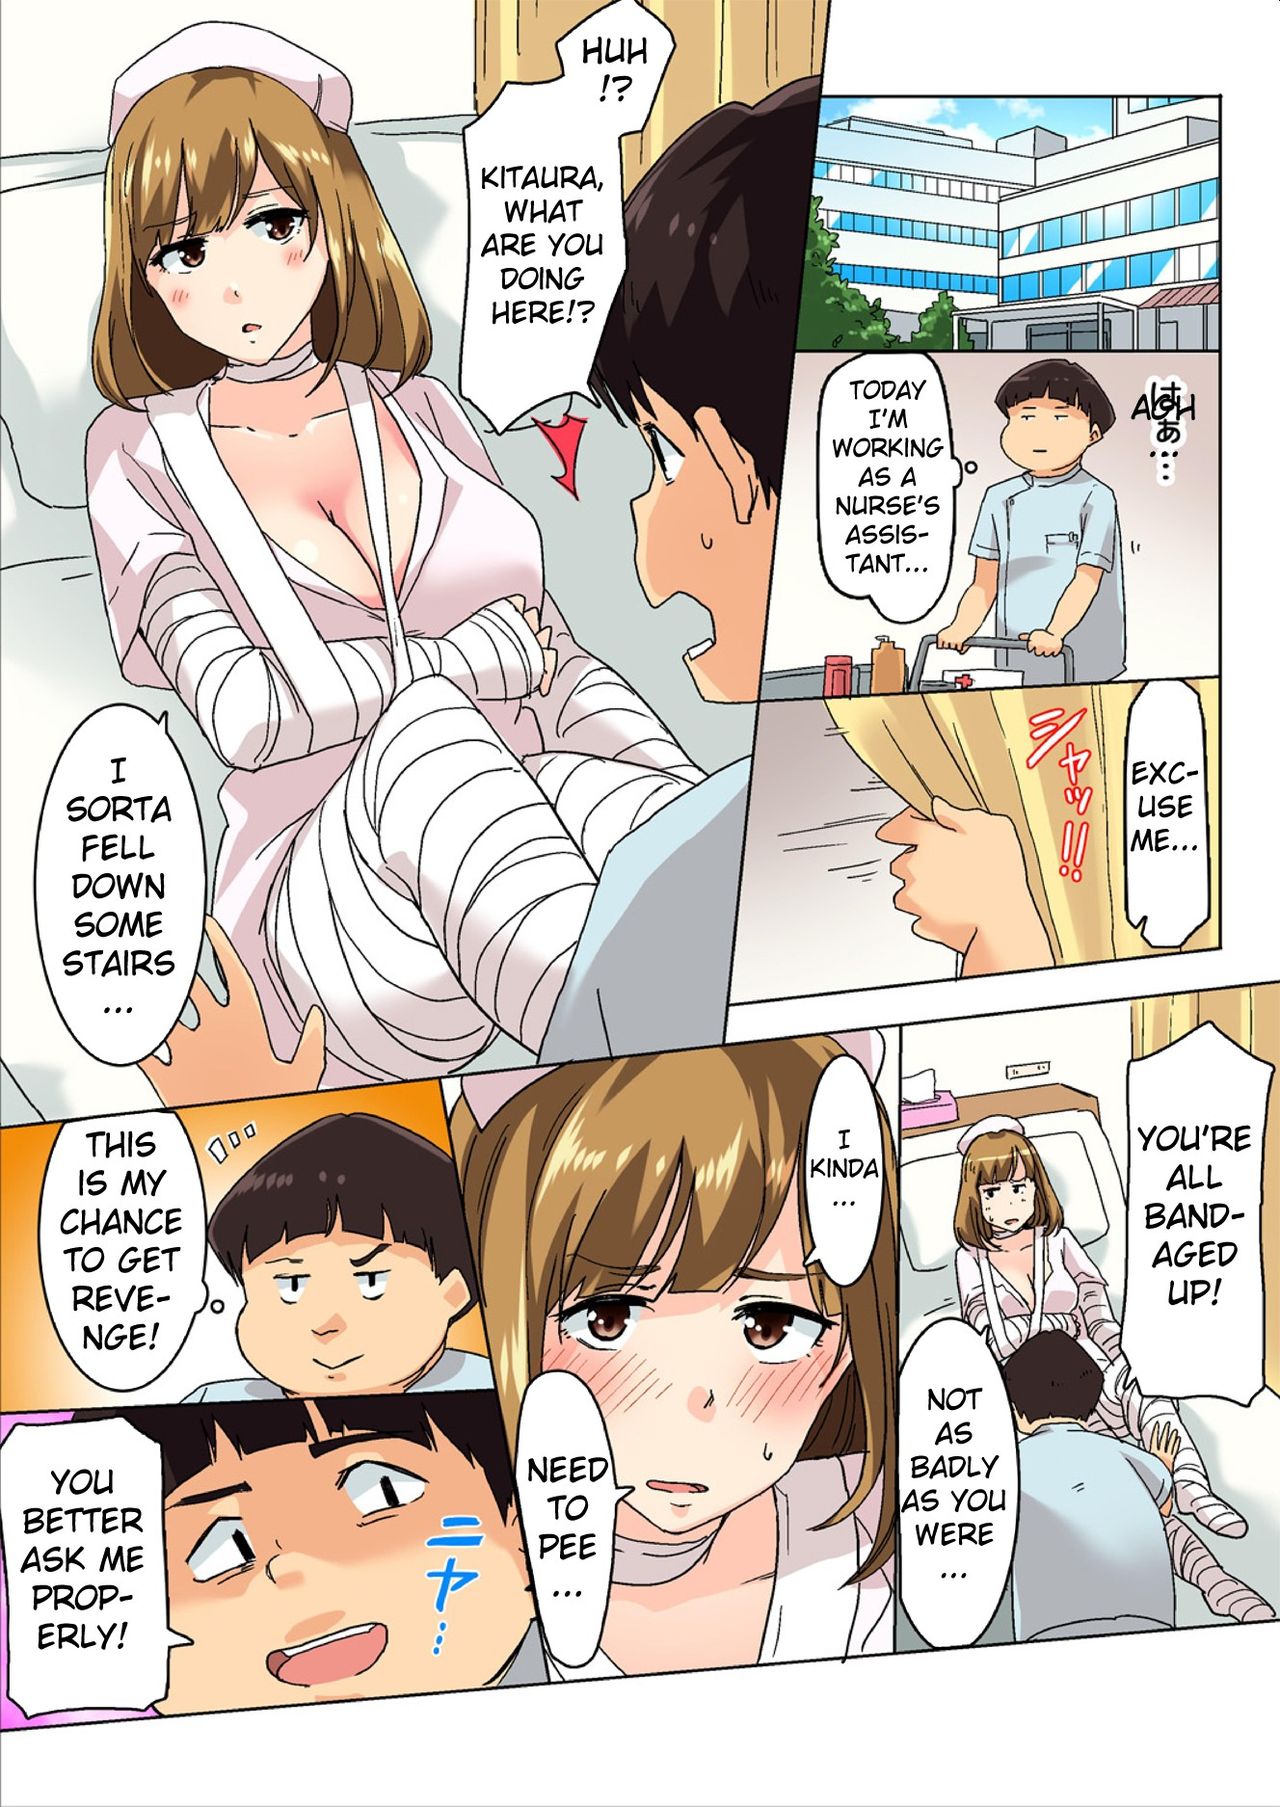 はぁ…
TODAY
I'M
WORKING
AS A
NURSE'S
ASSIS-
TANT...
EXC-
USE
ME...
シャッ!!
HUH
!?
KITAURA,
WHAT
ARE YOU
DOING
HERE!?
I
SORTA
FELL
DOWN
SOME
STAIRS
...
YOU'RE
ALL
BAND-
AGED
UP!
NOT
AS
BADLY
AS YOU
WERE
...
I
KINDA
...
NEED
TO
PEE
...
THIS
IS MY
CHANCE
TO GET
REVE-
NGE!
YOU
BETTER
ASK ME
PROP-
ERLY!
ニヤ…